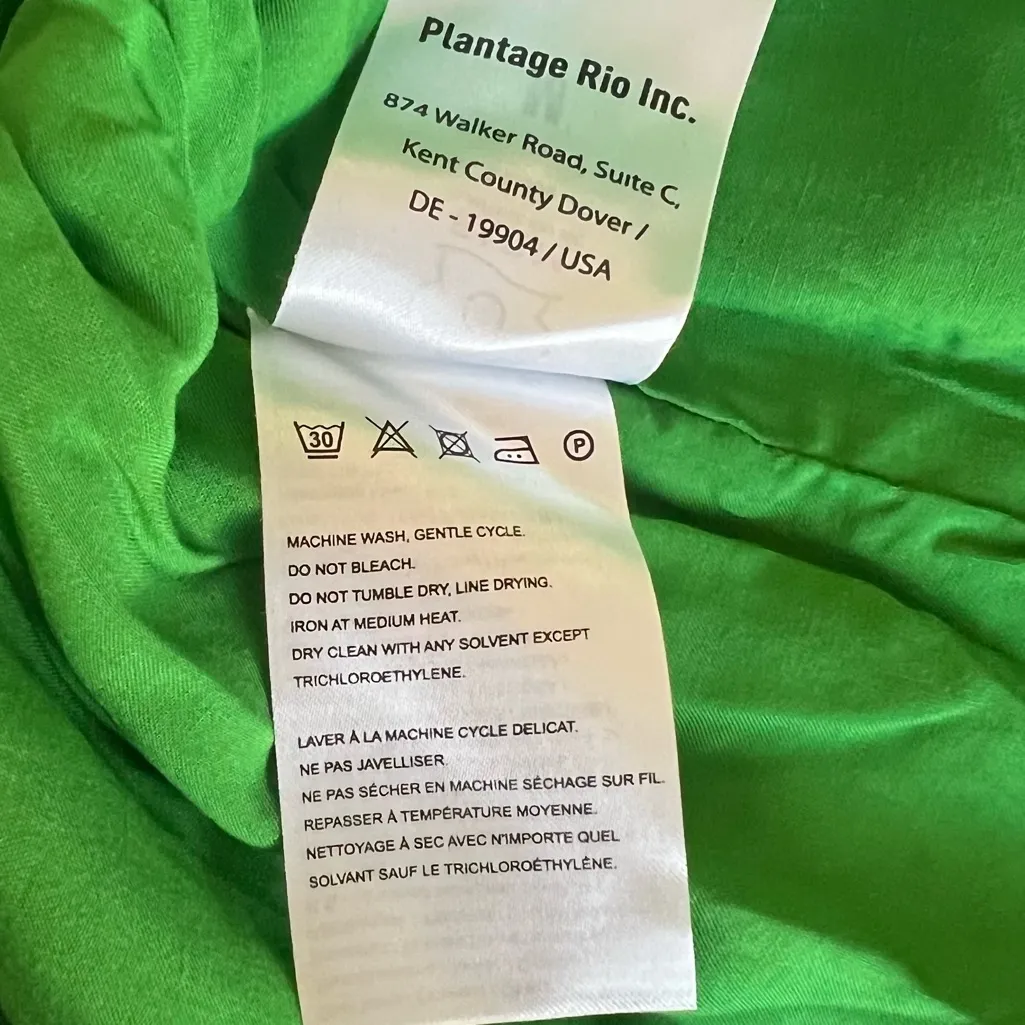 Plantage Rio Inc.
874 Walker Road, Suite C,
Kent County Dover /
DE - 19904 / USA
30
P
MACHINE WASH, GENTLE CYCLE.
DO NOT BLEACH.
DO NOT TUMBLE DRY, LINE DRYING.
IRON AT MEDIUM HEAT.
DRY CLEAN WITH ANY SOLVENT EXCEPT
TRICHLOROETHYLENE.
LAVER À LA MACHINE CYCLE DELICAT.
NE PAS JAVELLISER.
NE PAS SÉCHER EN MACHINE SÉCHAGE SUR FIL.
REPASSER À TEMPÉRATURE MOYENNE.
NETTOYAGE À SEC AVEC N'IMPORTE QUEL
SOLVANT SAUF LE TRICHLOROÉTHYLÈNE.